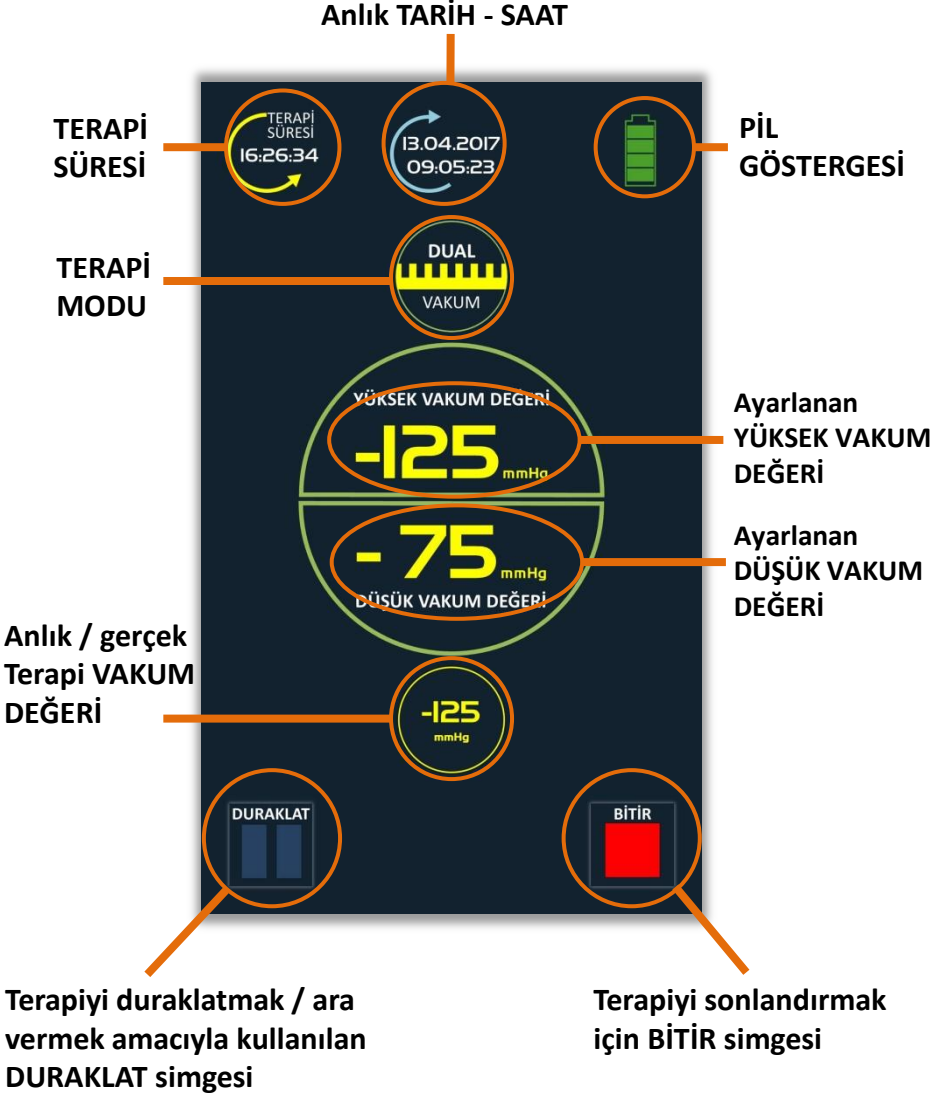 Anlık TARİH - SAAT
TERAPİ
SÜRESİ
TERAPİ
SÜRESİ
16:26:34
13.04.2017
09:05:23
PİL
GÖSTERGESİ
TERAPİ
MODU
DUAL
VAKUM
YÜKSEK VAKUM DEĞERİ
-125 mmHg
Ayarlanan
YÜKSEK VAKUM
DEĞERİ
- 75 mmHg
DÜŞÜK VAKUM DEĞERİ
Ayarlanan
DÜŞÜK VAKUM
DEĞERİ
Anlık / gerçek
Terapi VAKUM
DEĞERİ
-125
mmHg
DURAKLAT
BİTİR
Terapiyi duraklatmak / ara
vermek amacıyla kullanılan
DURAKLAT simgesi
Terapiyi sonlandırmak
için BİTİR simgesi